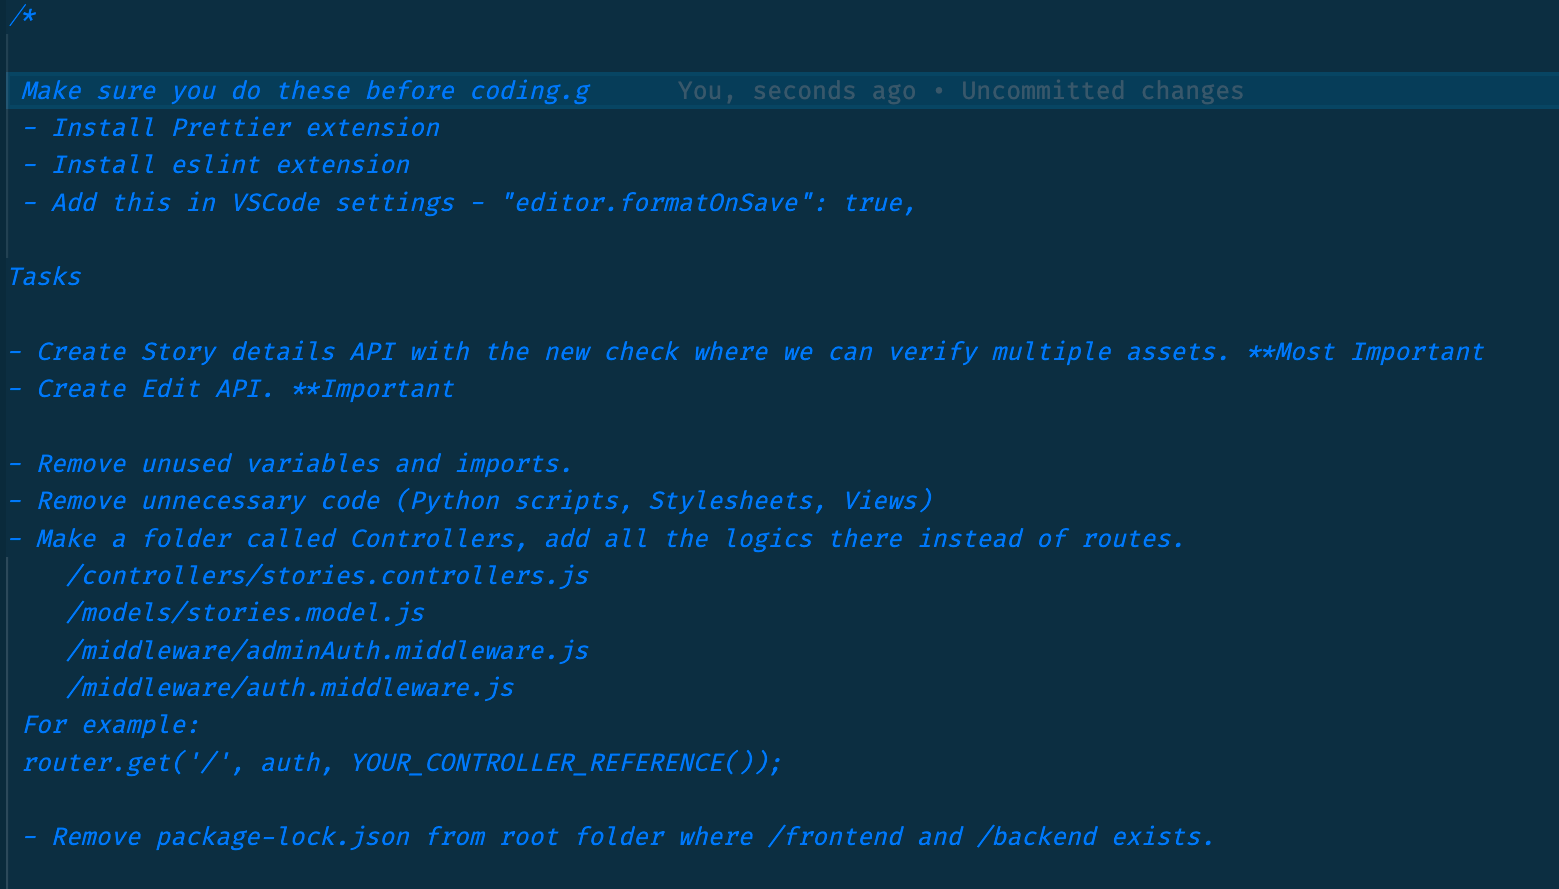 /*
Make sure you do these before coding.g You, seconds ago • Uncommitted changes
- Install Prettier extension
- Install eslint extension
- Add this in VSCode settings - "editor.formatOnSave": true,
Tasks
- Create Story details API with the new check where we can verify multiple assets. **Most Important
- Create Edit API. **Important
- Remove unused variables and imports.
- Remove unnecessary code (Python scripts, Stylesheets, Views)
- Make a folder called Controllers, add all the logics there instead of routes.
/controllers/stories.controllers.js
/models/stories.model.js
/middleware/adminAuth.middleware.js
/middleware/auth.middleware.js
For example:
router.get('/', auth, YOUR_CONTROLLER_REFERENCE());
- Remove package-lock.json from root folder where /frontend and /backend exists.